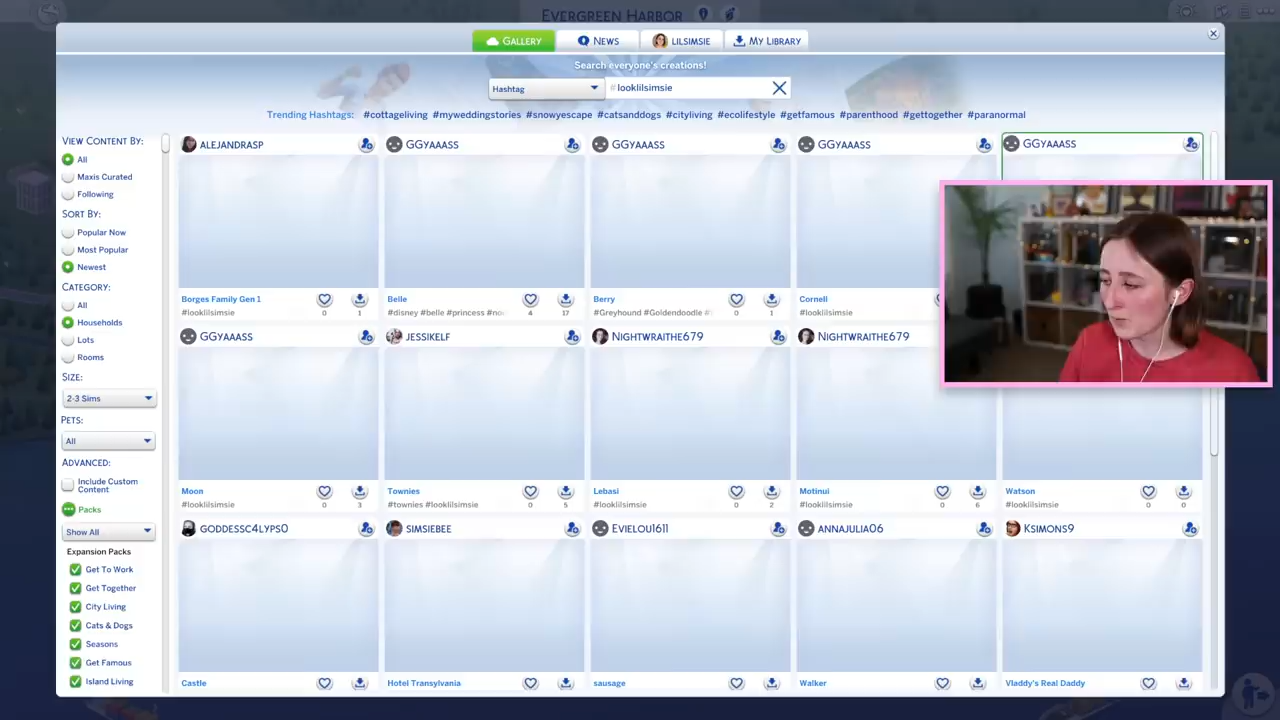 EVERGREEN HARBOR
GALLERY
NEWS
LILSIMSIE
MY LIBRARY
Search everyone's creations!
Hashtag
# looklilsimsie
Trending Hashtags: #cottageliving #myweddingstories #snowyescape #catsanddogs #cityliving #ecolifestyle #getfamous #parenthood #gettogether #paranormal
VIEW CONTENT BY:
All
Maxis Curated
Following
SORT BY:
Popular Now
Most Popular
Newest
CATEGORY:
All
Households
Lots
Rooms
SIZE:
2-3 Sims
PETS:
All
ADVANCED:
Include Custom
Content
Packs
Show All
Expansion Packs
Get To Work
Get Together
City Living
Cats & Dogs
Seasons
Get Famous
Island Living
ALEJANDRASP
GGYAAASS
GGYAAASS
GGYAAASS
GGYAAASS
Borges Family Gen 1
#looklilsimsie
0 1
Belle
#disney #belle #princess #no
4 17
Berry
#Greyhound #Goldendoodle #
0 1
Cornell
#looklilsimsie
0
GGYAAASS
JESSIKELF
NIGHTWRAITHE679
NIGHTWRAITHE679
Moon
#looklilsimsie
0 3
Townies
#townies #looklilsimsie
0 5
Lebasi
#looklilsimsie
0 2
Motinui
#looklilsimsie
0 6
Watson
#looklilsimsie
0 0
GODDESSC4LYPS0
SIMSIEBEE
EVIELOU1611
ANNAJULIA06
KSIMONS9
Castle
Hotel Transylvania
sausage
Walker
Vladdy's Real Daddy